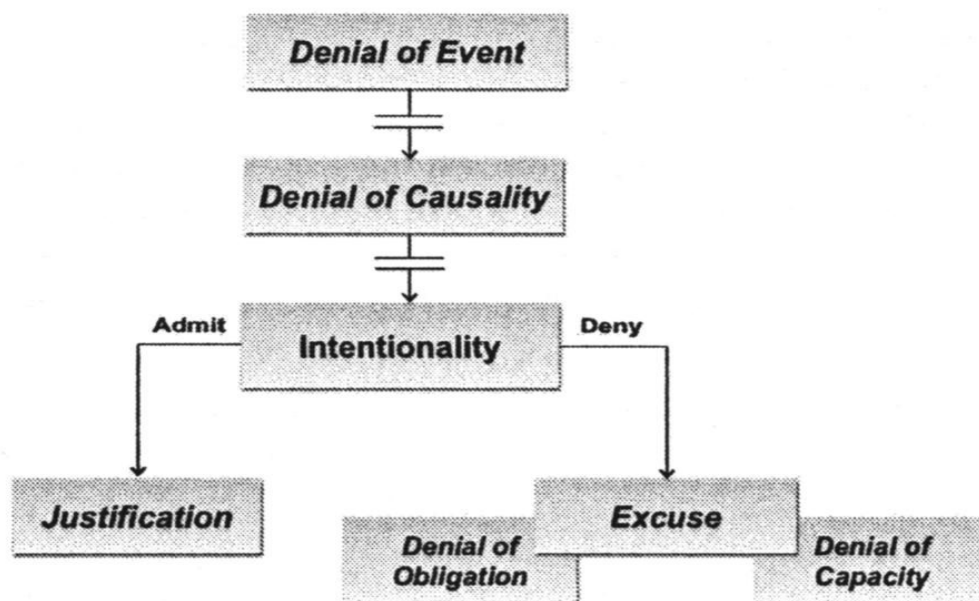 Denial of Event
Denial of Causality
Admit
Intentionality
Deny
Justification
Excuse
Denial of
Obligation
Denial of
Capacity